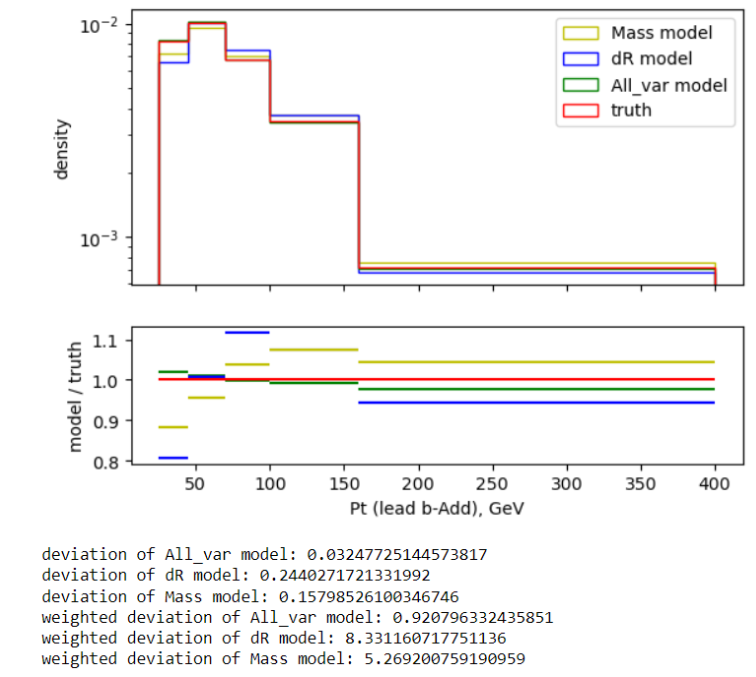 10⁻²
10⁻³
density
Mass model
dR model
All_var model
truth
1.1
1.0
0.9
0.8
model / truth
50 100 150 200 250 300 350 400
Pt (lead b-Add), GeV
deviation of All_var model: 0.03247725144573817
deviation of dR model: 0.2440271721331992
deviation of Mass model: 0.15798526100346746
weighted deviation of All_var model: 0.920796332435851
weighted deviation of dR model: 8.331160717751136
weighted deviation of Mass model: 5.269200759190959